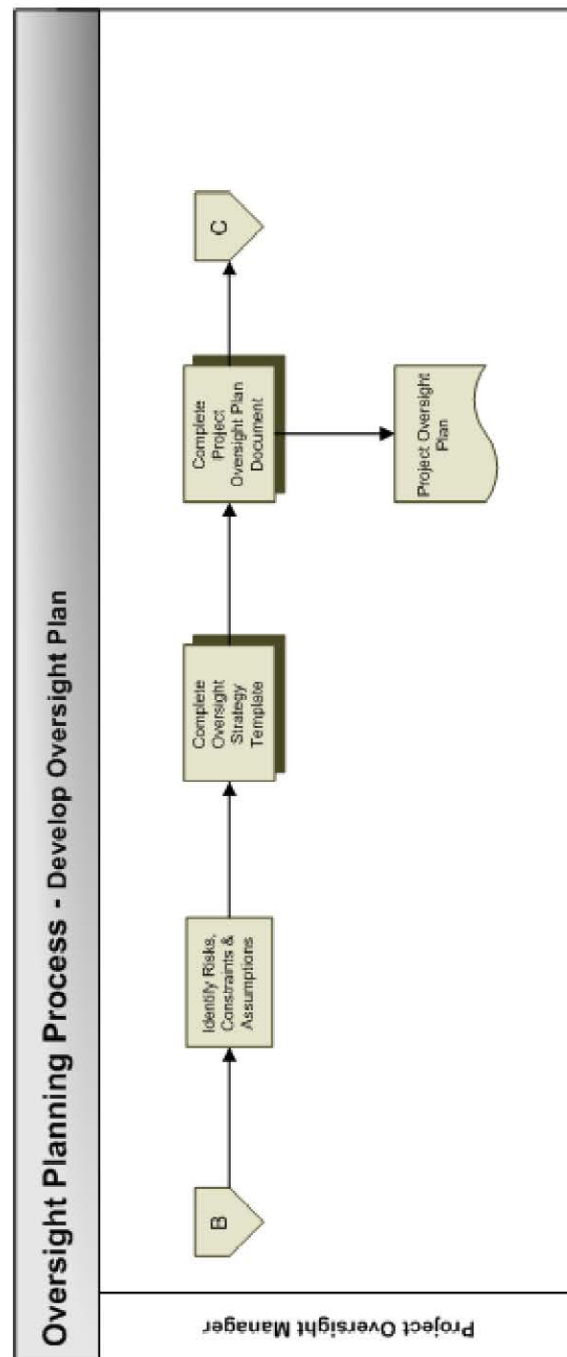 Oversight Planning Process - Develop Oversight Plan
Project Oversight Manager
B
Identify Risks,
Constraints &
Assumptions
Complete
Oversight
Strategy
Template
Complete
Project
Oversight Plan
Document
C
Project Oversight
Plan